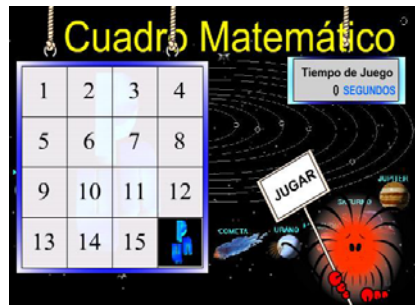 Cuadro Matemático
Tiempo de Juego
0 SEGUNDOS
1 2 3 4
5 6 7 8
9 10 11 12
13 14 15
JUGAR
JUPITER
SATURNO
COMETA
URANO